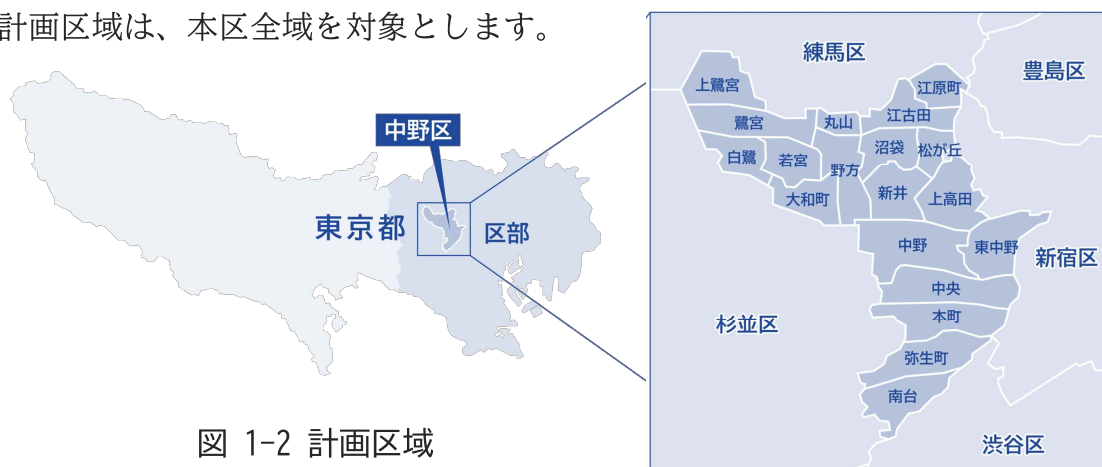 計画区域は、本区全域を対象とします。
中野区
東京都
区部
図 1-2 計画区域
練馬区
豊島区
上鷺宮
江原町
鷺宮
丸山
江古田
白鷺
若宮
野方
沼袋
松が丘
大和町
新井
上高田
中野
東中野
新宿区
中央
本町
杉並区
弥生町
南台
渋谷区